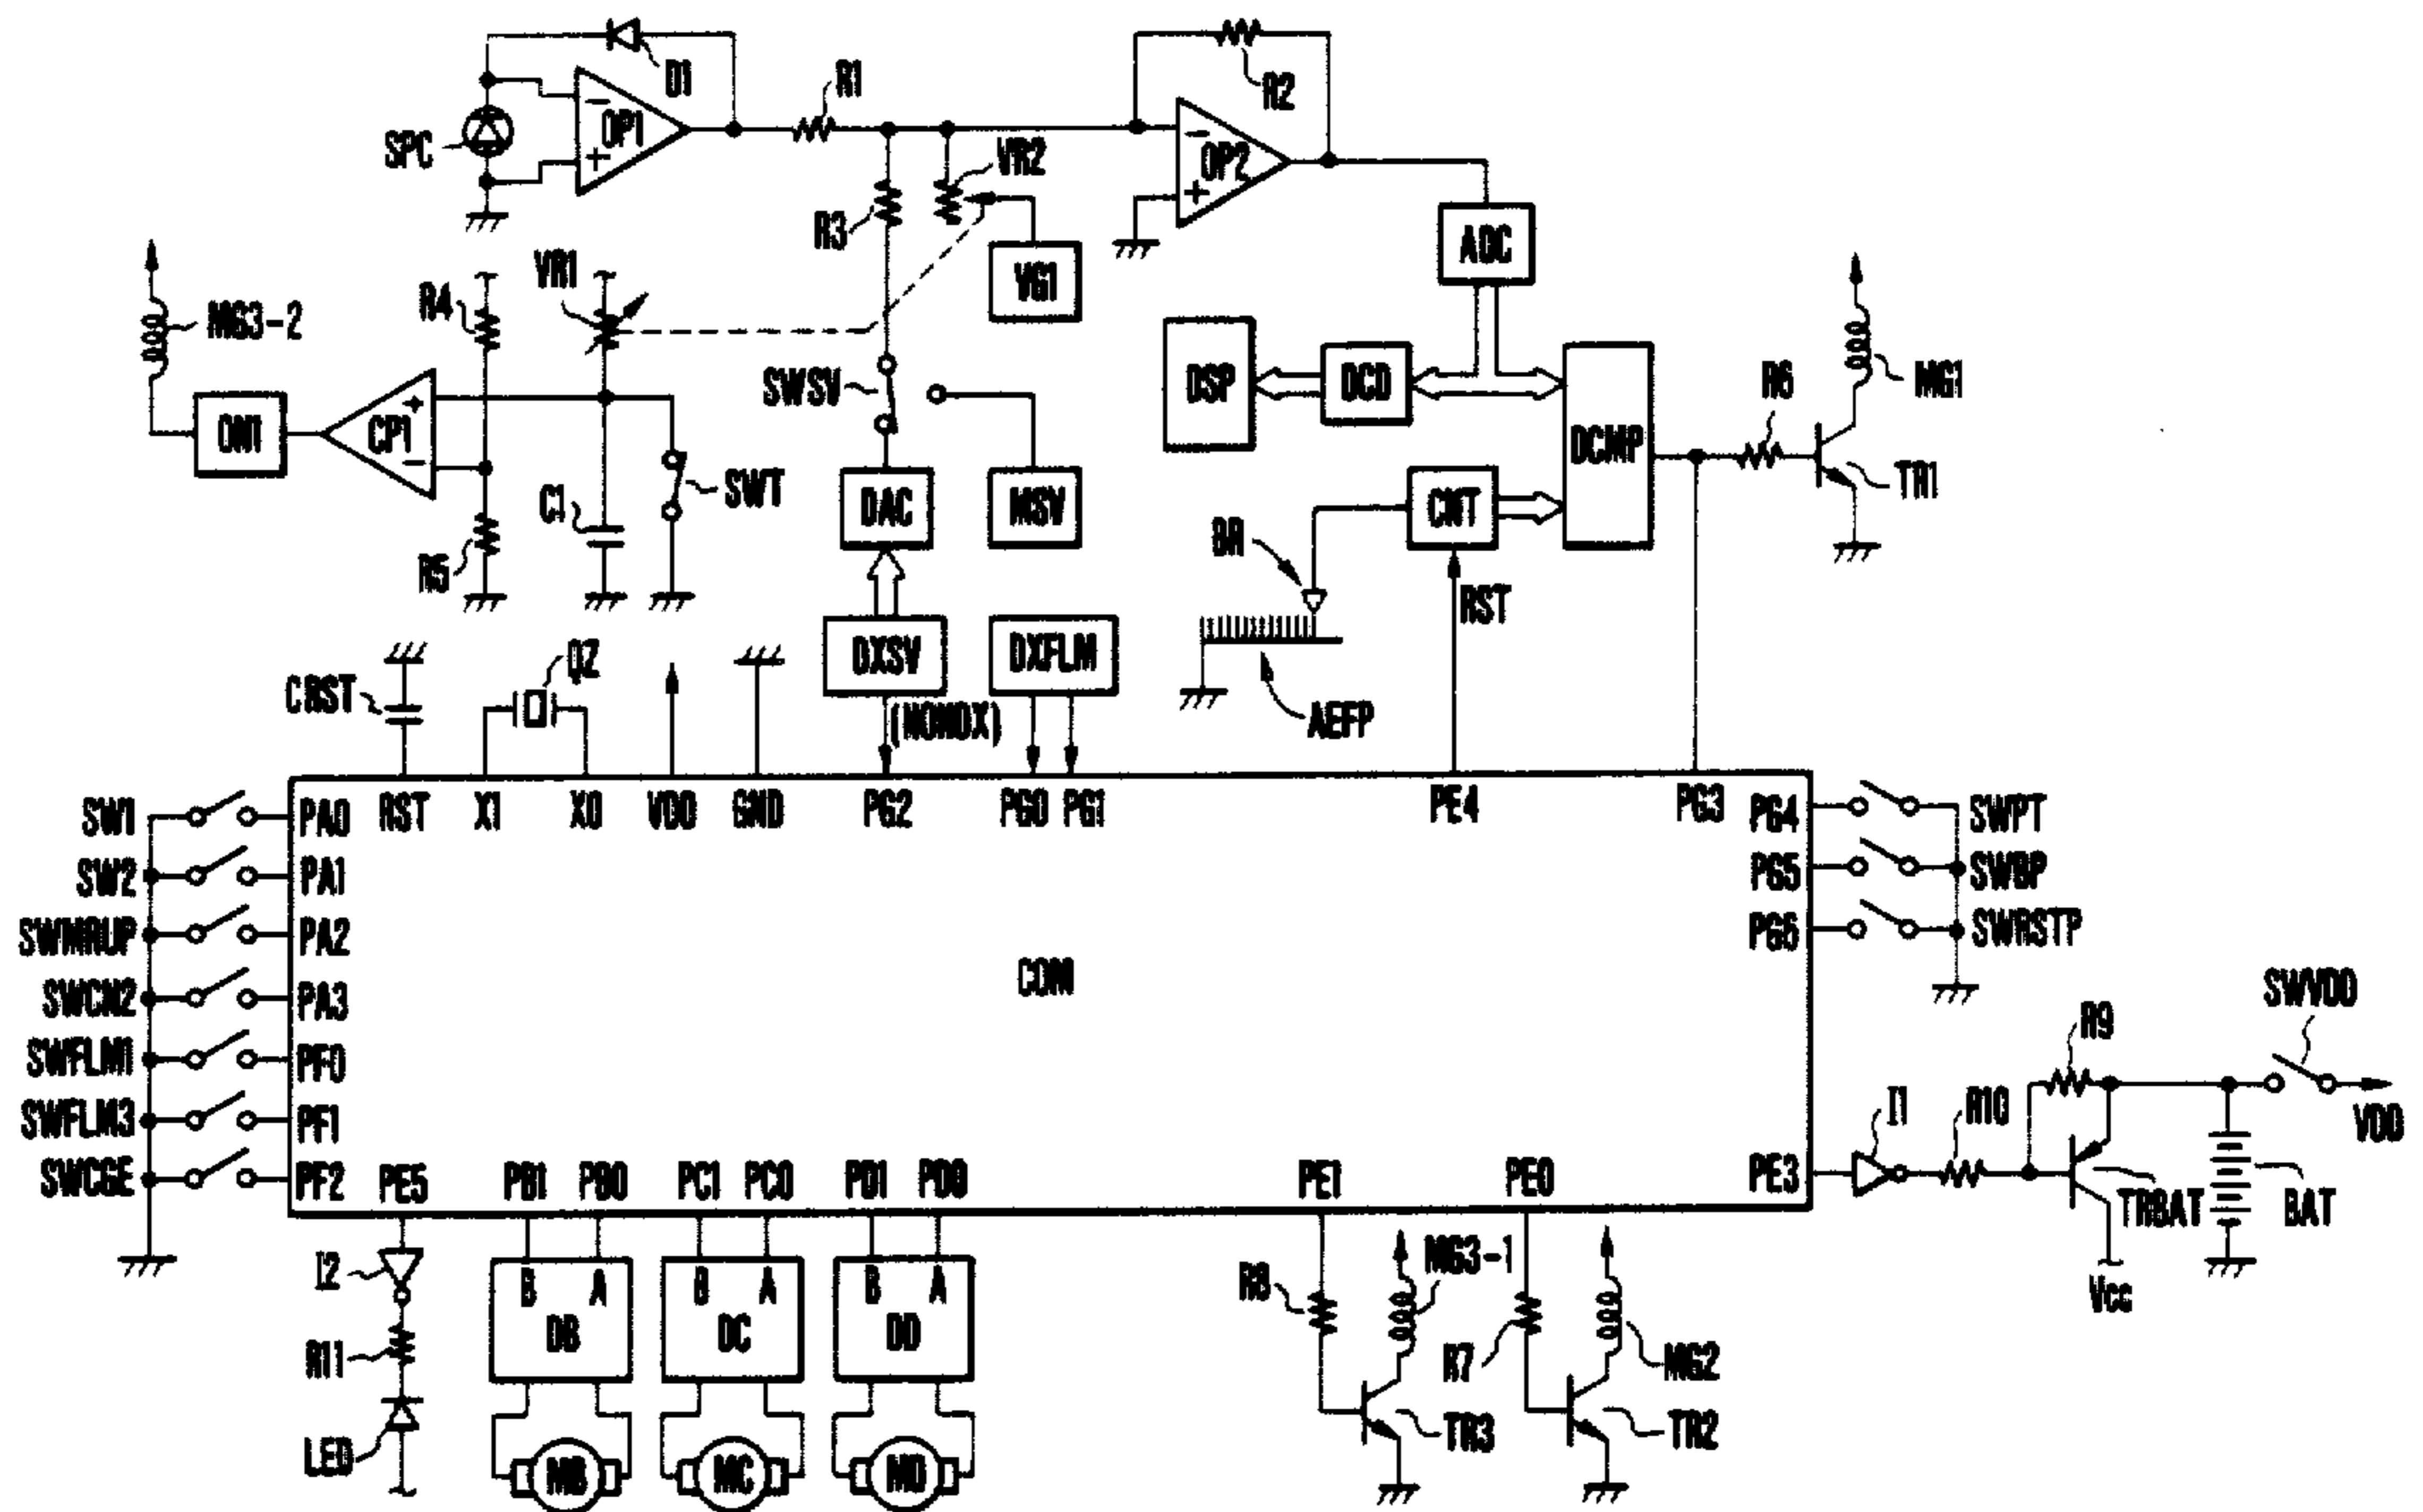 D1
R1
R2
SPC
OP1
VR2
OP2
R3
ADC
VR1
R4
VG1
MG3-2
DSP
DCD
R6
MG1
SWSV
ON1
CP1
DCMP
TR1
SWT
C1
DAC
MSV
CNT
BR
R5
RST
QZ
DXSV
DXFLM
CRST
(NONDX)
AEFP
SW1
PA0
RST
X1
X0
VDD
GND
PG2
PG0
PG1
PE4
PG3
PG4
SWPT
SW2
PA1
PG5
SWBP
SWMRUP
PA2
PG6
SWRSTP
COM
SWCN2
PA3
SWVDD
R9
SWFLM1
PF0
I1
R10
VDD
SWFLM3
PF1
SWCGE
PF2
PE5
PB1
PB0
PC1
PC0
PD1
PD0
PE1
PE0
PE3
TRBAT
BAT
I2
B
A
B
A
B
A
MG3-1
R8
Vcc
DB
DC
DD
R11
R7
MG2
LED
TR3
TR2
MB
MC
MD